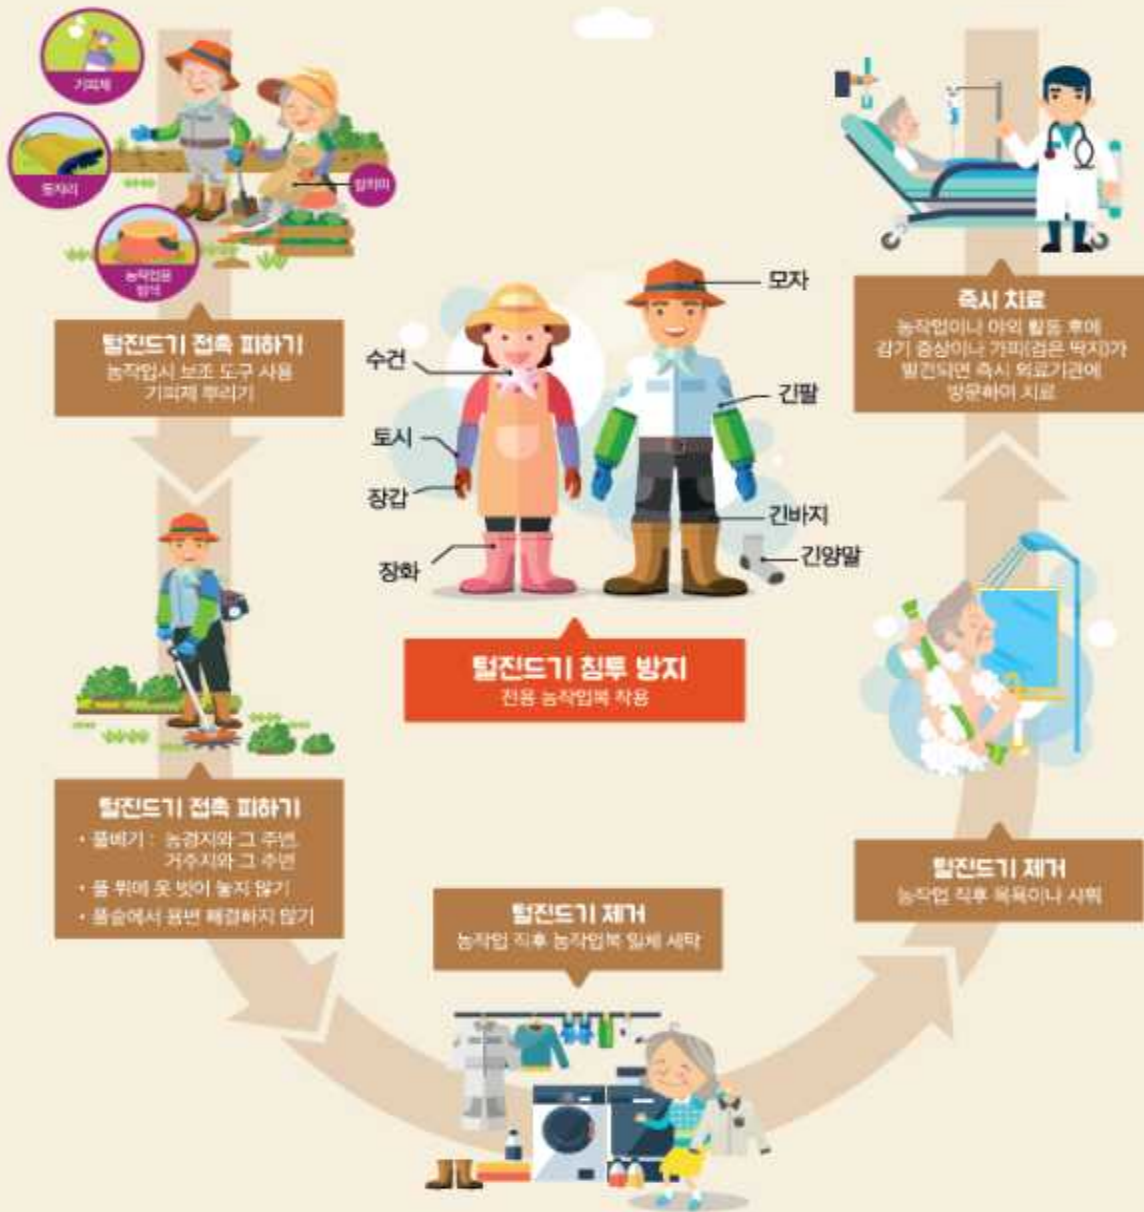 기피제
돗자리
앞치마
농작업용
방석
털진드기 접촉 피하기
농작업시 보조 도구 사용
기피제 뿌리기
털진드기 접촉 피하기
• 풀베기 : 농경지와 그 주변,
거주지와 그 주변
• 풀 위에 옷 벗어 놓지 않기
• 풀숲에서 용변 해결하지 않기
모자
수건
긴팔
토시
장갑
긴바지
긴양말
장화
털진드기 침투 방지
전용 농작업복 착용
털진드기 제거
농작업 직후 농작업복 일체 세탁
털진드기 제거
농작업 직후 목욕이나 샤워
즉시 치료
농작업이나 야외 활동 후에
감기 증상이나 가피(검은 딱지)가
발견되면 즉시 의료기관에
방문하여 치료